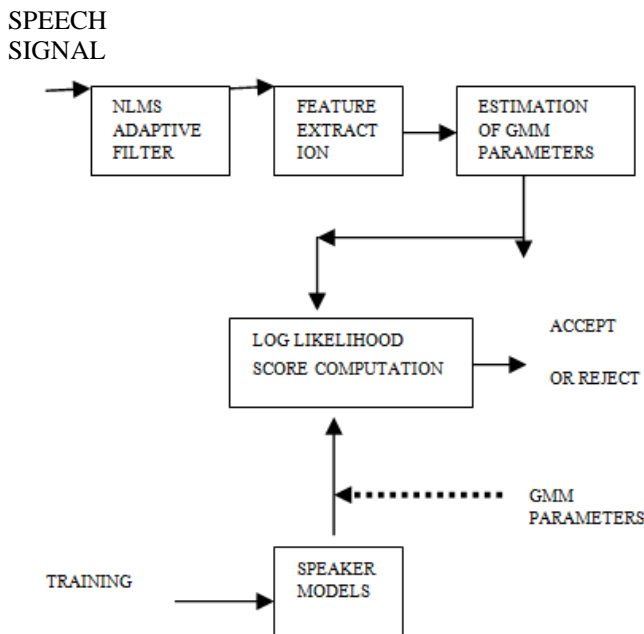 SPEECH
SIGNAL
NLMS
ADAPTIVE
FILTER
FEATURE
EXTRACT
ION
ESTIMATION
OF GMM
PARAMETERS
LOG LIKELIHOOD
SCORE COMPUTATION
ACCEPT
OR REJECT
GMM
PARAMETERS
TRAINING
SPEAKER
MODELS